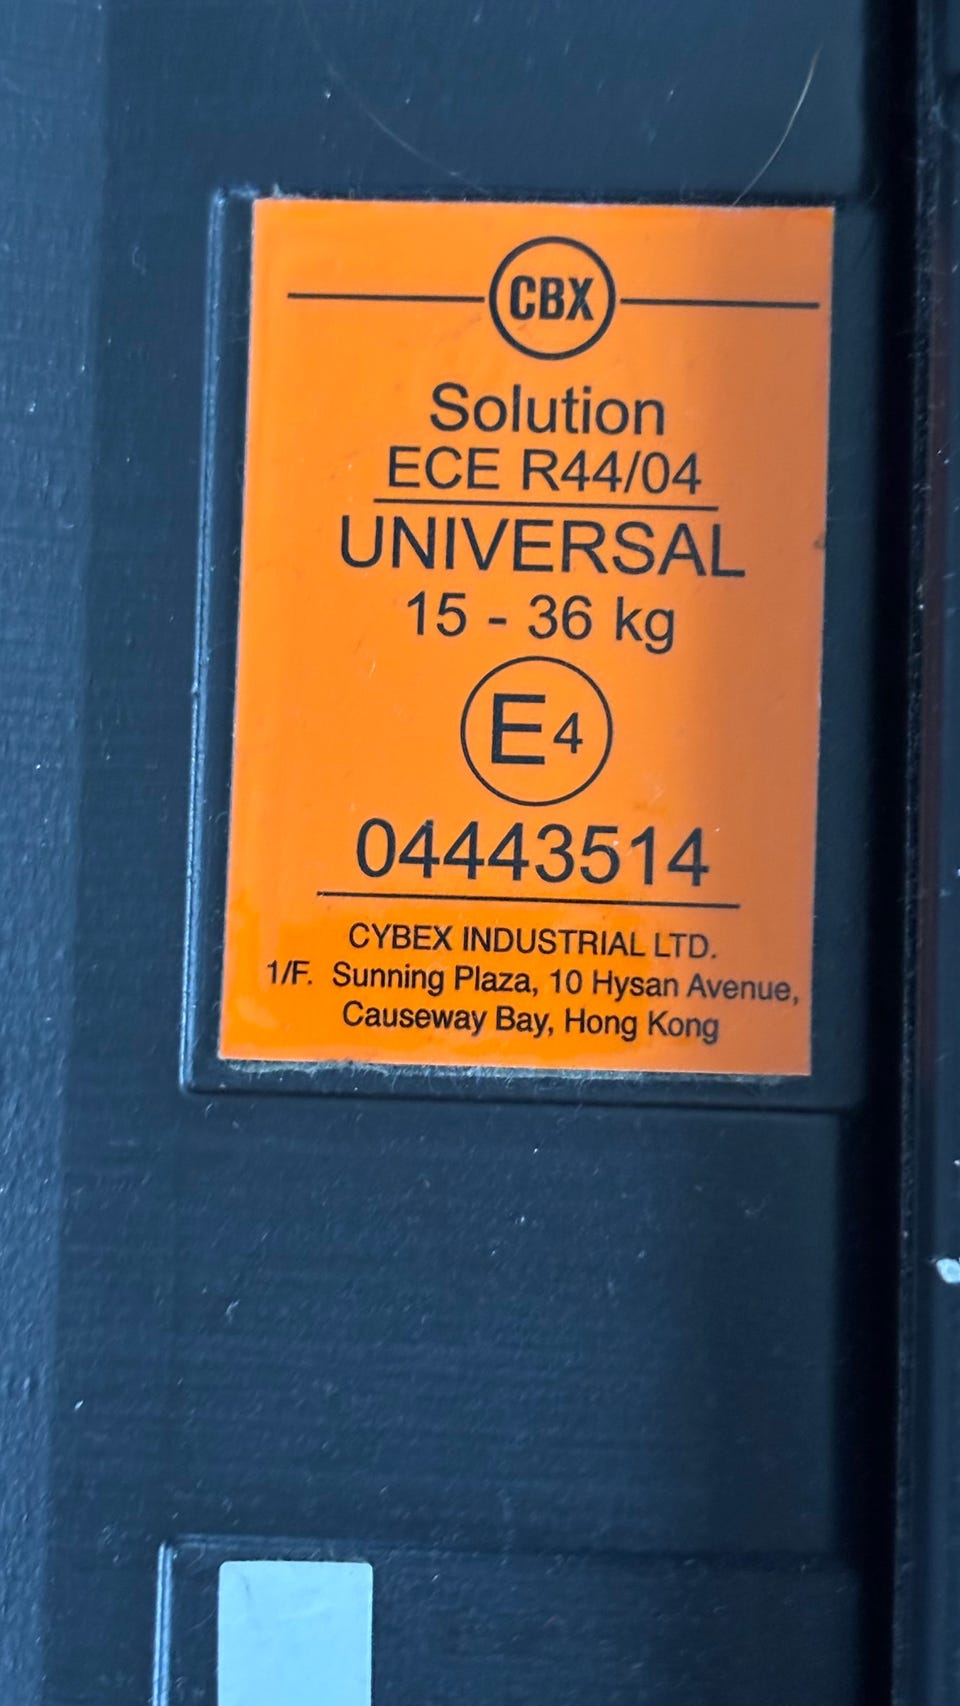 CBX
Solution
ECE R44/04
UNIVERSAL
15 - 36 kg
E4
04443514
CYBEX INDUSTRIAL LTD.
1/F. Sunning Plaza, 10 Hysan Avenue,
Causeway Bay, Hong Kong